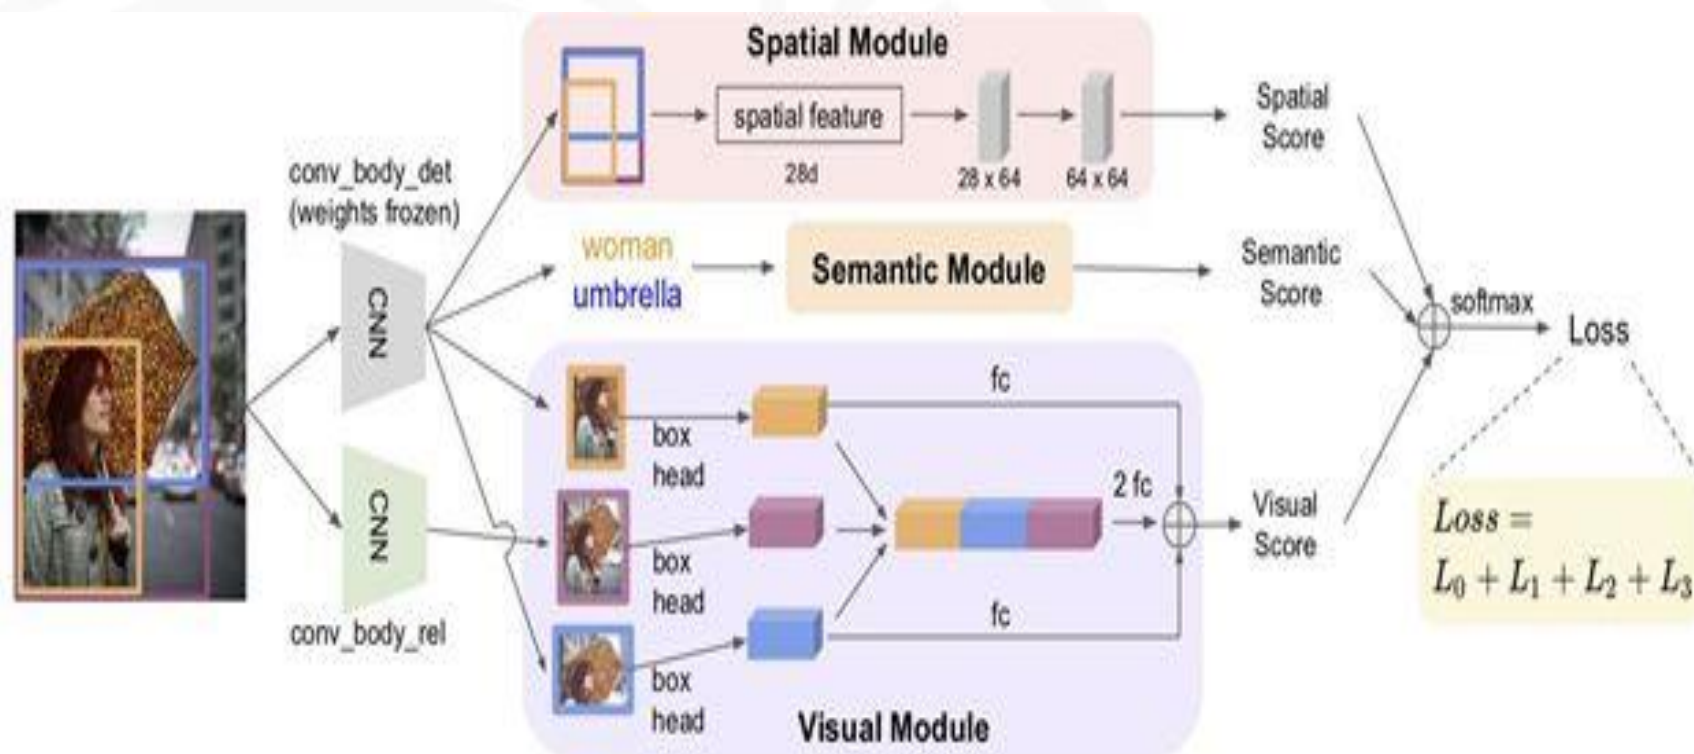 Spatial Module
spatial feature
28d
28 x 64
64 x 64
Spatial
Score
conv_body_det
(weights frozen)
CNN
woman
umbrella
Semantic Module
Semantic
Score
softmax
Loss
CNN
conv_body_rel
box
head
box
head
box
head
fc
2 fc
fc
Visual Module
Visual
Score
Loss =
L₀ + L₁ + L₂ + L₃